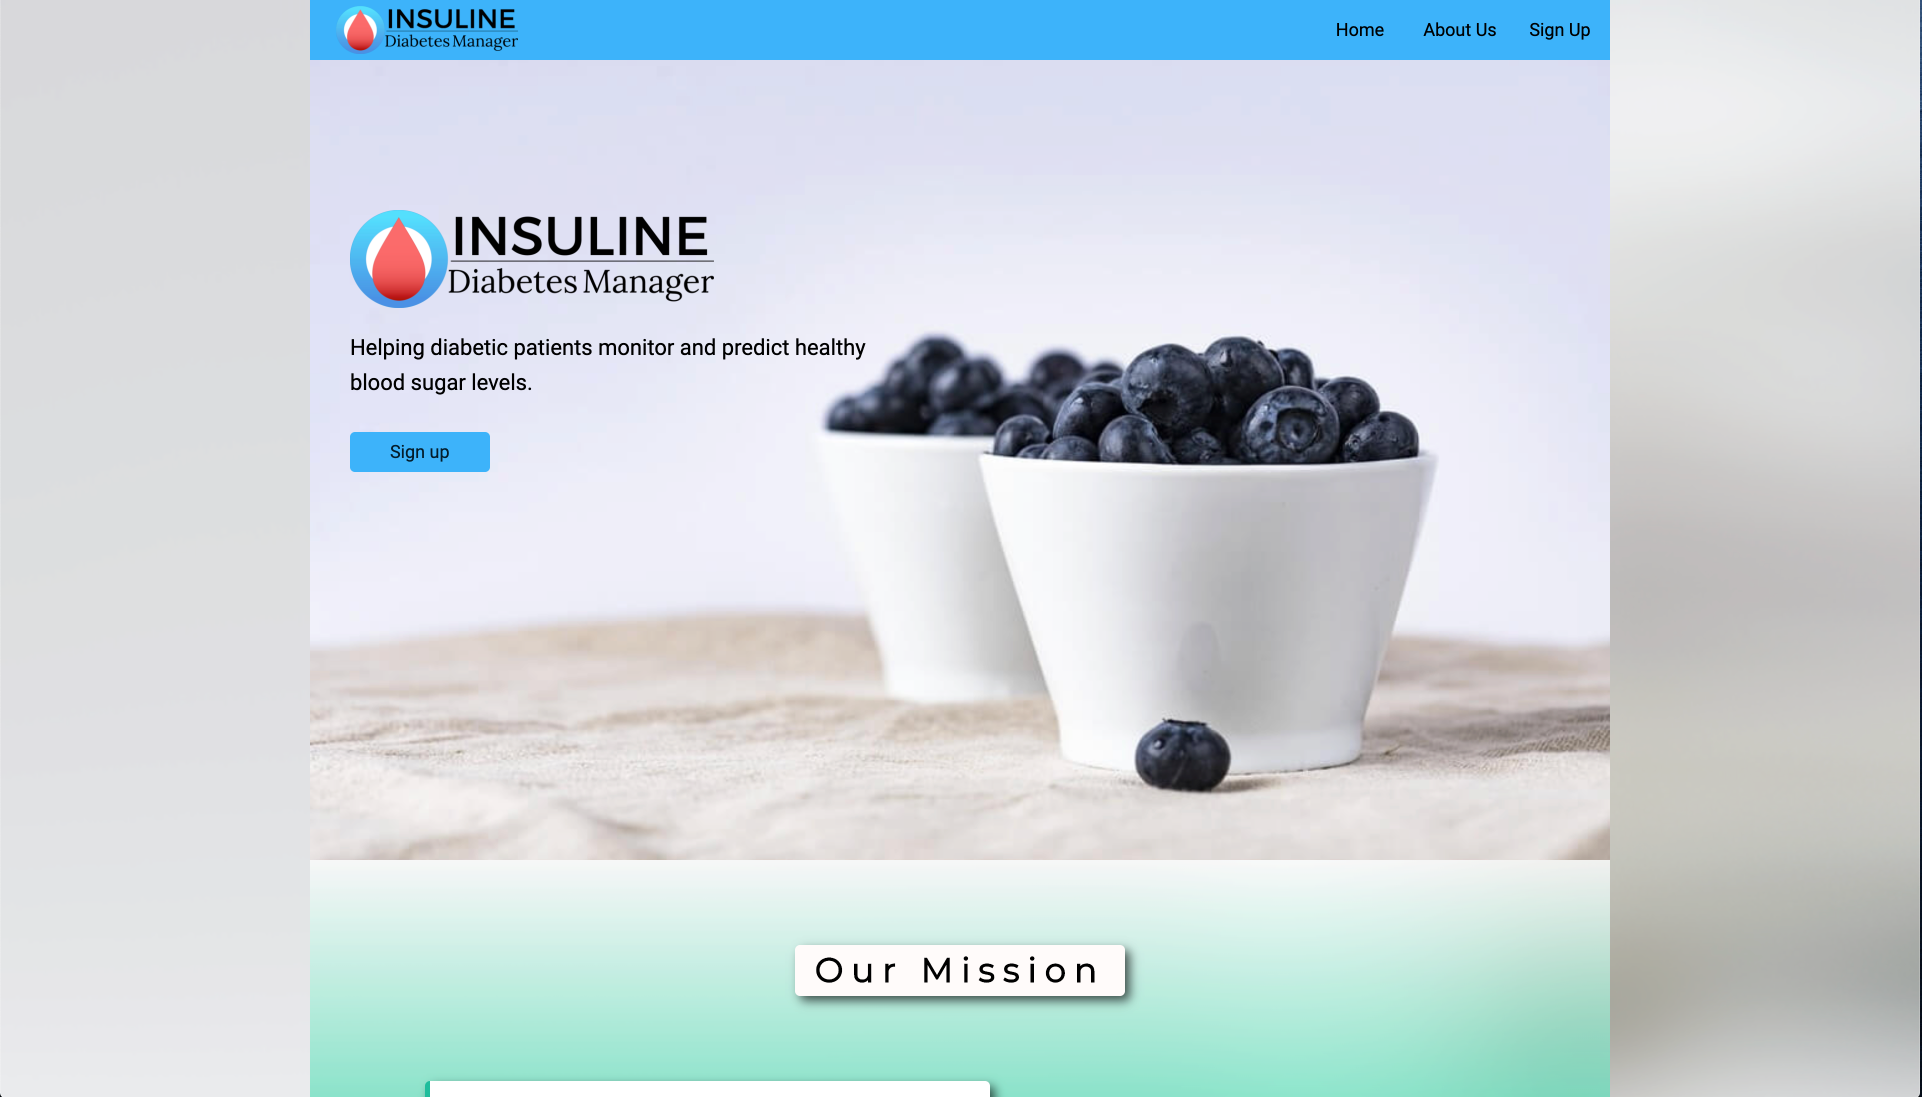 INSULINE
Diabetes Manager
Home About Us Sign Up
INSULINE
Diabetes Manager
Helping diabetic patients monitor and predict healthy
blood sugar levels.
Sign up
Our Mission